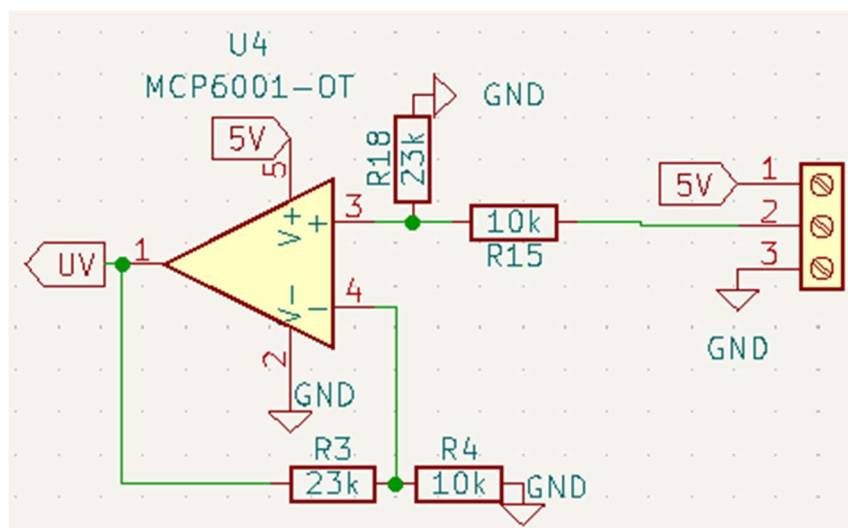 U4
MCP6001-OT
GND
5V
5
R18
23k
5V
1
3
10k
2
R15
3
V+
+
UV
1
4
V-
-
2
GND
GND
R3
R4
23k
10k
GND